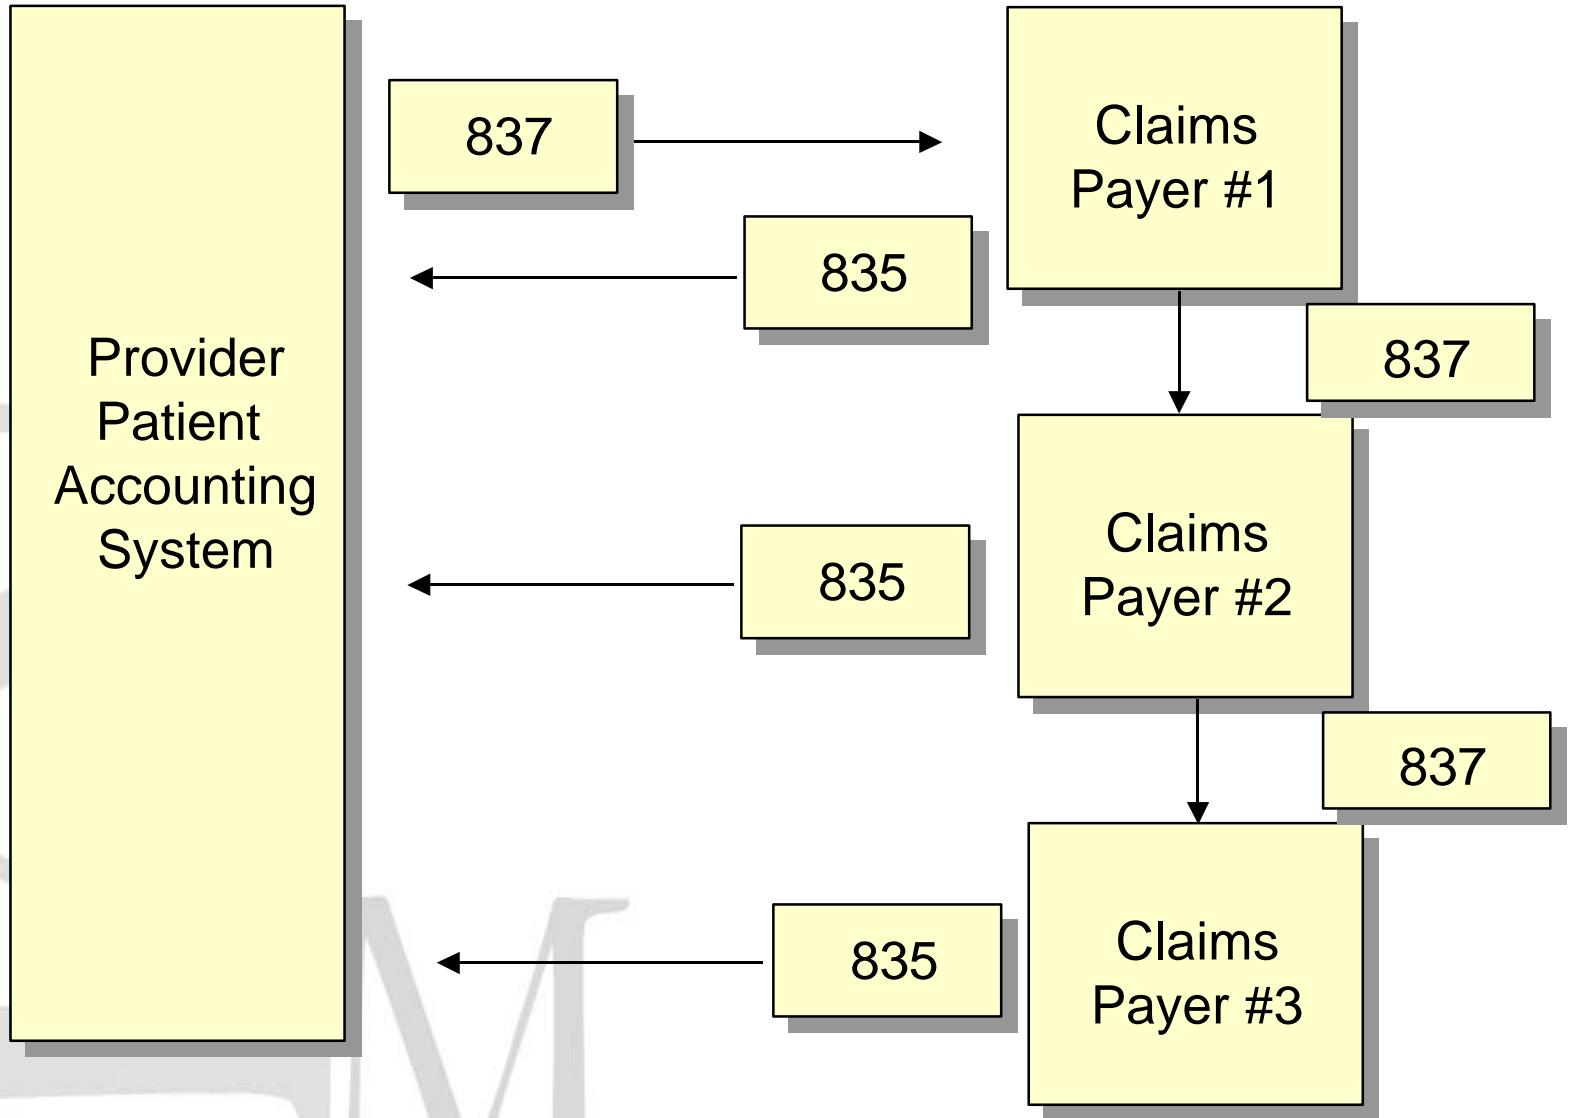 837
Claims
Payer #1
835
837
Provider
Patient
Accounting
System
835
Claims
Payer #2
837
835
Claims
Payer #3